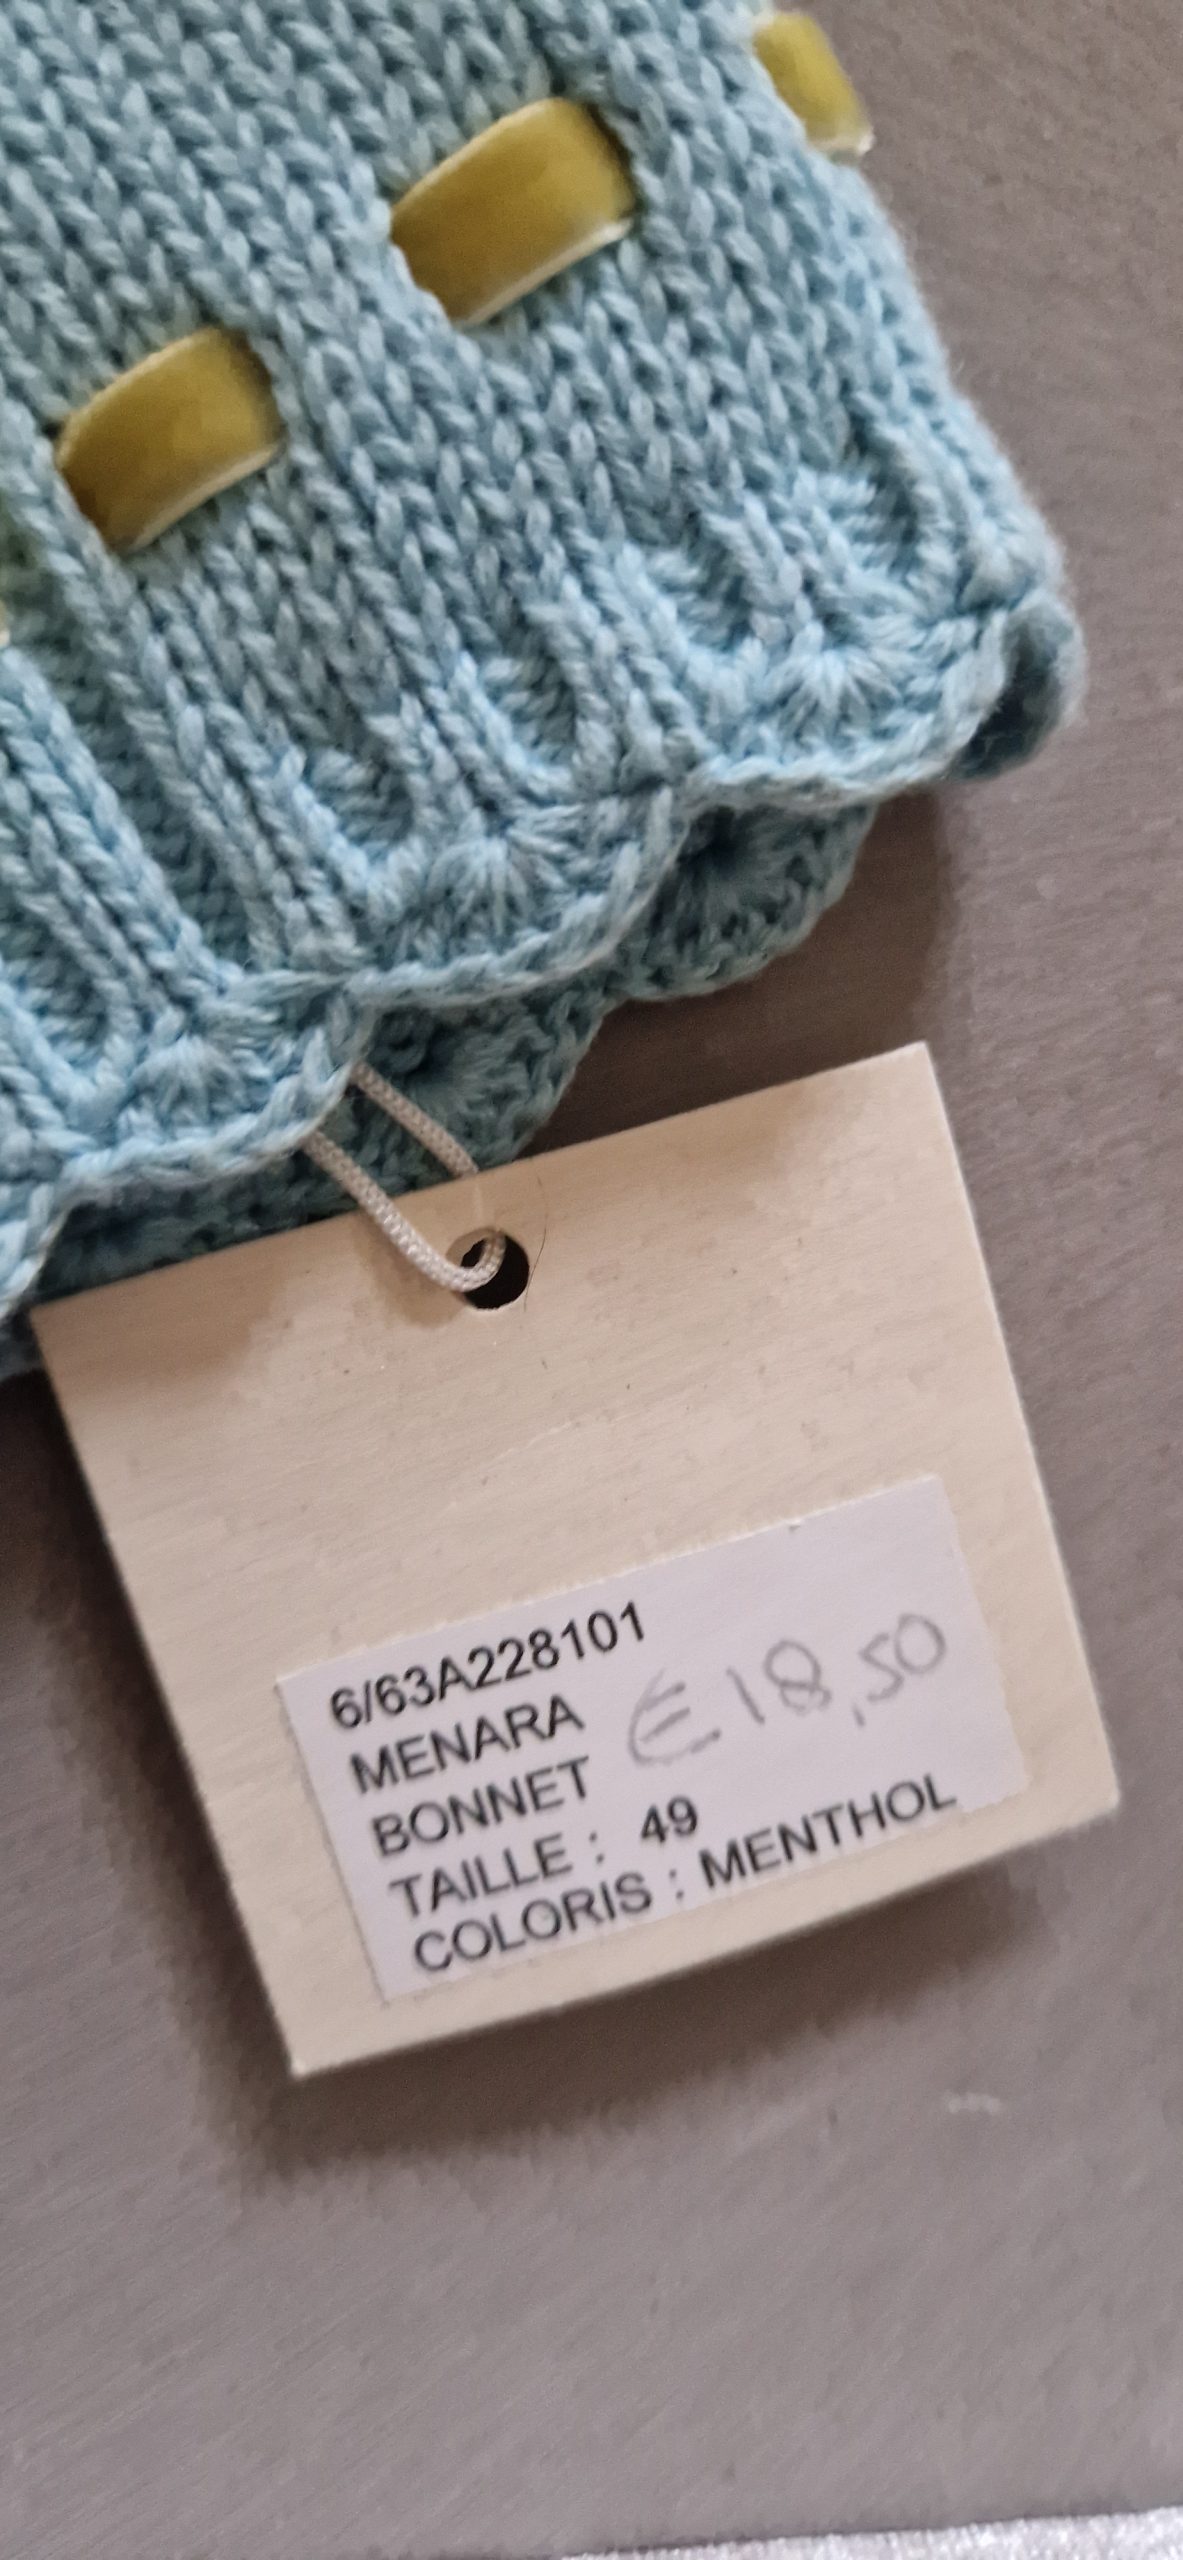 6/63A228101
MENARA € 18,50
BONNET
TAILLE : 49
COLORIS : MENTHOL